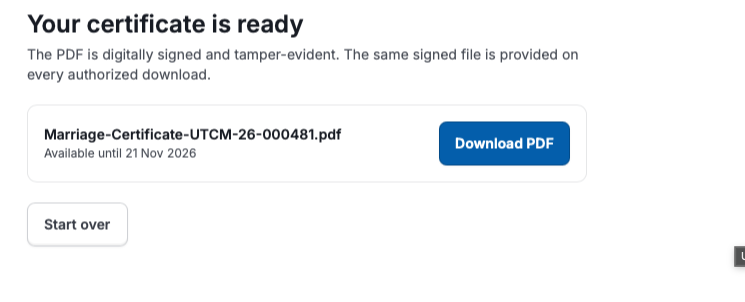 Your certificate is ready
The PDF is digitally signed and tamper-evident. The same signed file is provided on
every authorized download.
Marriage-Certificate-UTCM-26-000481.pdf
Available until 21 Nov 2026
Download PDF
Start over